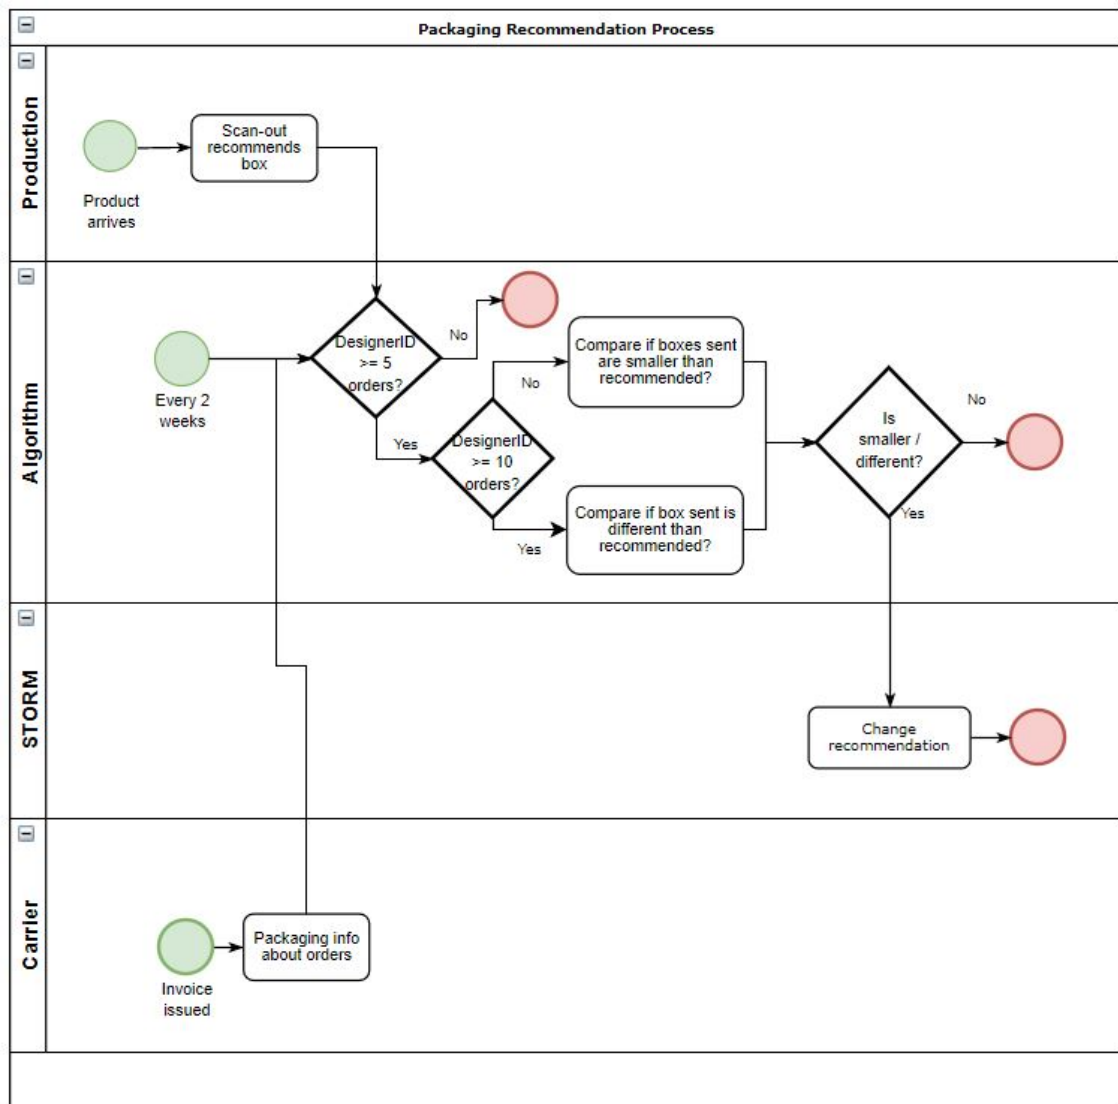 Packaging Recommendation Process
Production
Scan-out
recommends
box
Product
arrives
Algorithm
Every 2
weeks
DesignerID
>= 5
orders?
No
Yes
DesignerID
>= 10
orders?
No
Yes
Compare if boxes sent
are smaller than
recommended?
Compare if box sent is
different than
recommended?
Is
smaller /
different?
No
Yes
STORM
Change
recommendation
Carrier
Invoice
issued
Packaging info
about orders